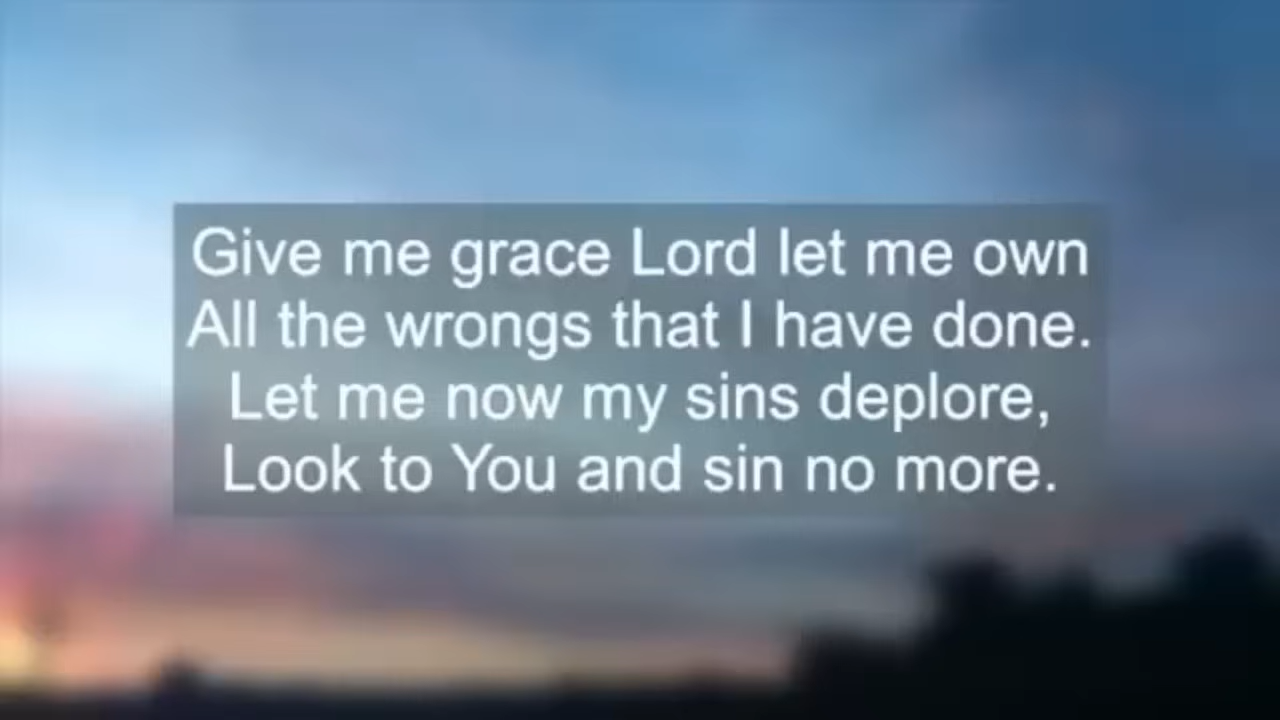 Give me grace Lord let me own
All the wrongs that I have done.
Let me now my sins deplore,
Look to You and sin no more.